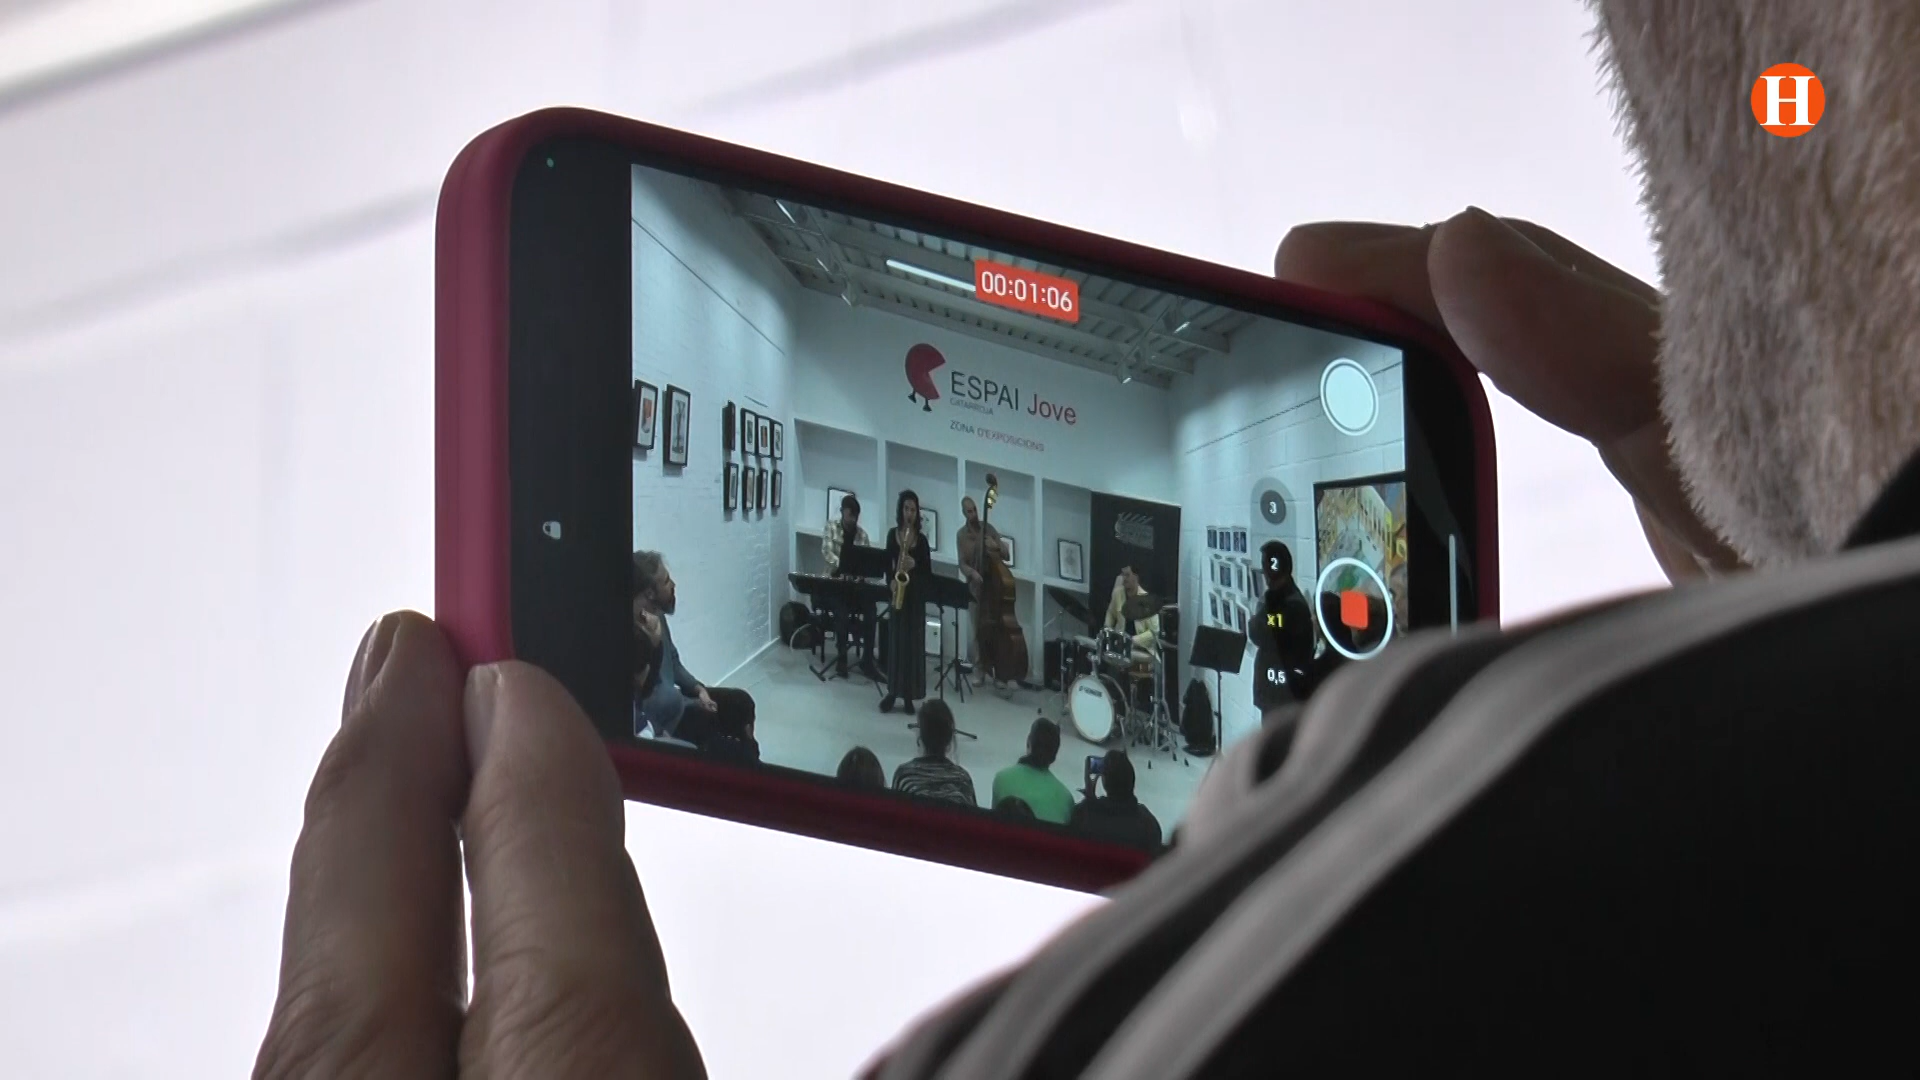 H
00:01:06
ESPAI Jove
CATARROJA
ZONA D'EXPOSICIONS
3
2
x1
0,5